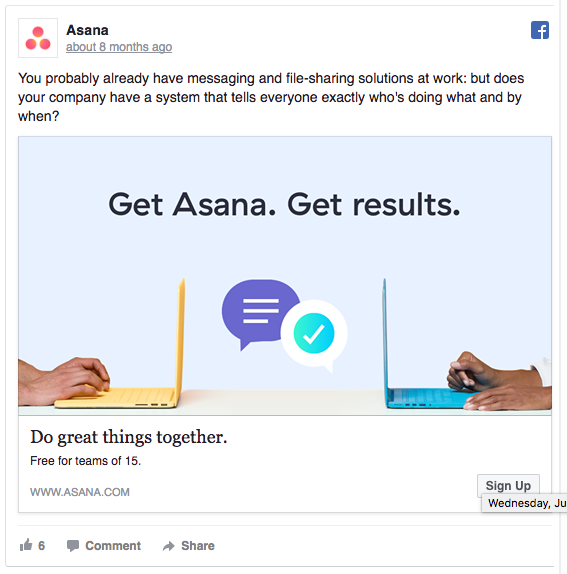 Asana
about 8 months ago
You probably already have messaging and file-sharing solutions at work: but does
your company have a system that tells everyone exactly who's doing what and by
when?
Get Asana. Get results.
Do great things together.
Free for teams of 15.
WWW.ASANA.COM
Sign Up
Wednesday, Ju
6 Comment Share